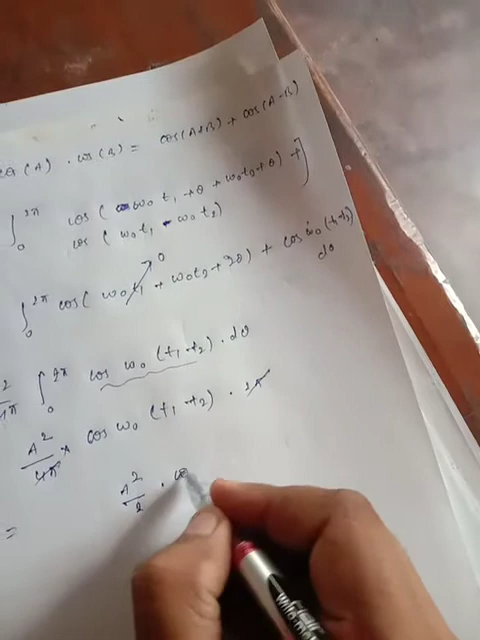 cos(A) . cos(B) = cos(A+B) + cos(A-B)
∫₀^2π cos(ω₀t₁+θ + ω₀t₂+θ) +
cos(ω₀t₁ - ω₀t₂)]
∫₀^2π cos(ω₀t₁ + ω₀t₂+2θ) + cos ω₀(t₁-t₂)
dθ
0
∫₀^2π cos ω₀(t₁-t₂) . dθ
A²/4π × cos ω₀(t₁-t₂) . 2π
= A²/2 . co